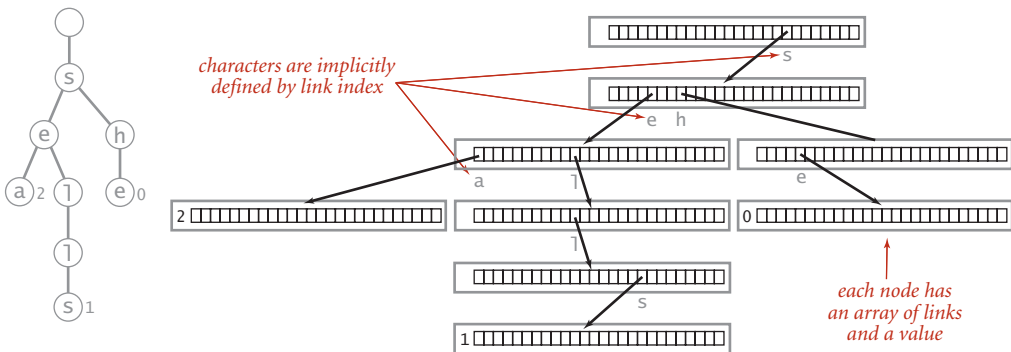 s
e h
a 2 l e 0
l
s 1
characters are implicitly
defined by link index
s
e h
a l e
2 0
l
s
1
each node has
an array of links
and a value